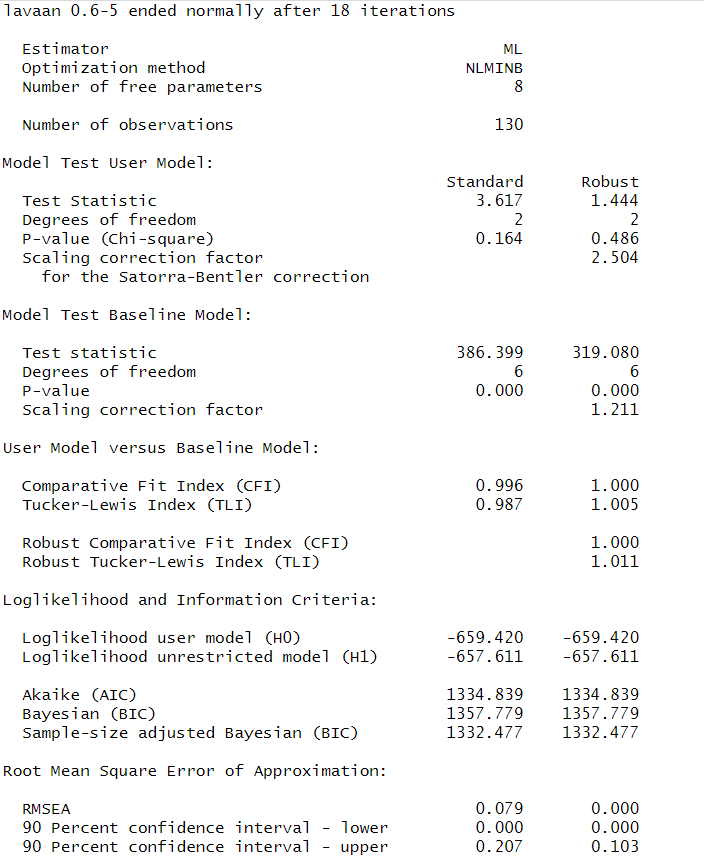 lavaan 0.6-5 ended normally after 18 iterations
Estimator ML
Optimization method NLMINB
Number of free parameters 8
Number of observations 130
Model Test User Model:
Standard Robust
Test Statistic 3.617 1.444
Degrees of freedom 2 2
P-value (Chi-square) 0.164 0.486
Scaling correction factor 2.504
for the Satorra-Bentler correction
Model Test Baseline Model:
Test statistic 386.399 319.080
Degrees of freedom 6 6
P-value 0.000 0.000
Scaling correction factor 1.211
User Model versus Baseline Model:
Comparative Fit Index (CFI) 0.996 1.000
Tucker-Lewis Index (TLI) 0.987 1.005
Robust Comparative Fit Index (CFI) 1.000
Robust Tucker-Lewis Index (TLI) 1.011
Loglikelihood and Information Criteria:
Loglikelihood user model (H0) -659.420 -659.420
Loglikelihood unrestricted model (H1) -657.611 -657.611
Akaike (AIC) 1334.839 1334.839
Bayesian (BIC) 1357.779 1357.779
Sample-size adjusted Bayesian (BIC) 1332.477 1332.477
Root Mean Square Error of Approximation:
RMSEA 0.079 0.000
90 Percent confidence interval - lower 0.000 0.000
90 Percent confidence interval - upper 0.207 0.103